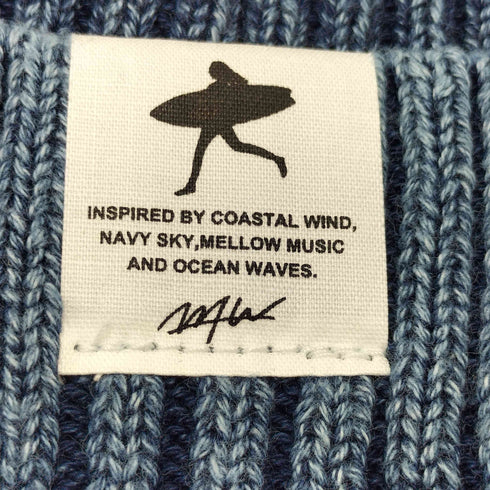 INSPIRED BY COASTAL WIND,
NAVY SKY,MELLOW MUSIC
AND OCEAN WAVES.